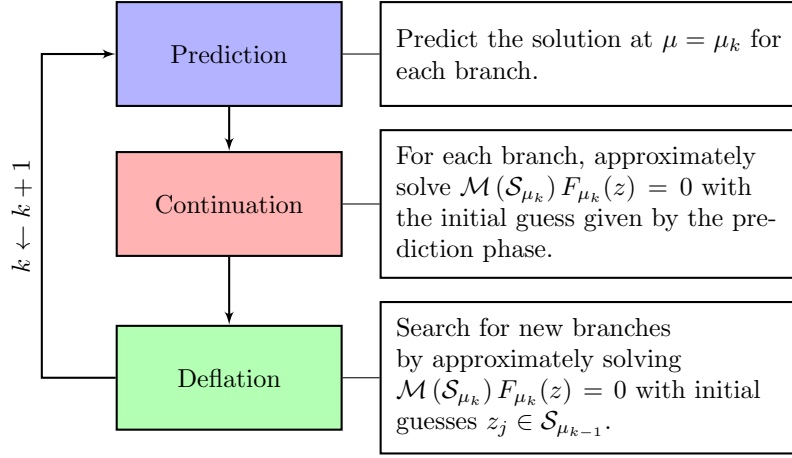 Prediction
Predict the solution at μ = μ_k for
each branch.
k ← k + 1
Continuation
For each branch, approximately
solve 𝓜 (𝓢_{μ_k}) F_{μ_k}(z) = 0 with
the initial guess given by the pre-
diction phase.
Deflation
Search for new branches
by approximately solving
𝓜 (𝓢_{μ_k}) F_{μ_k}(z) = 0 with initial
guesses z_j ∈ 𝓢_{μ_{k−1}}.